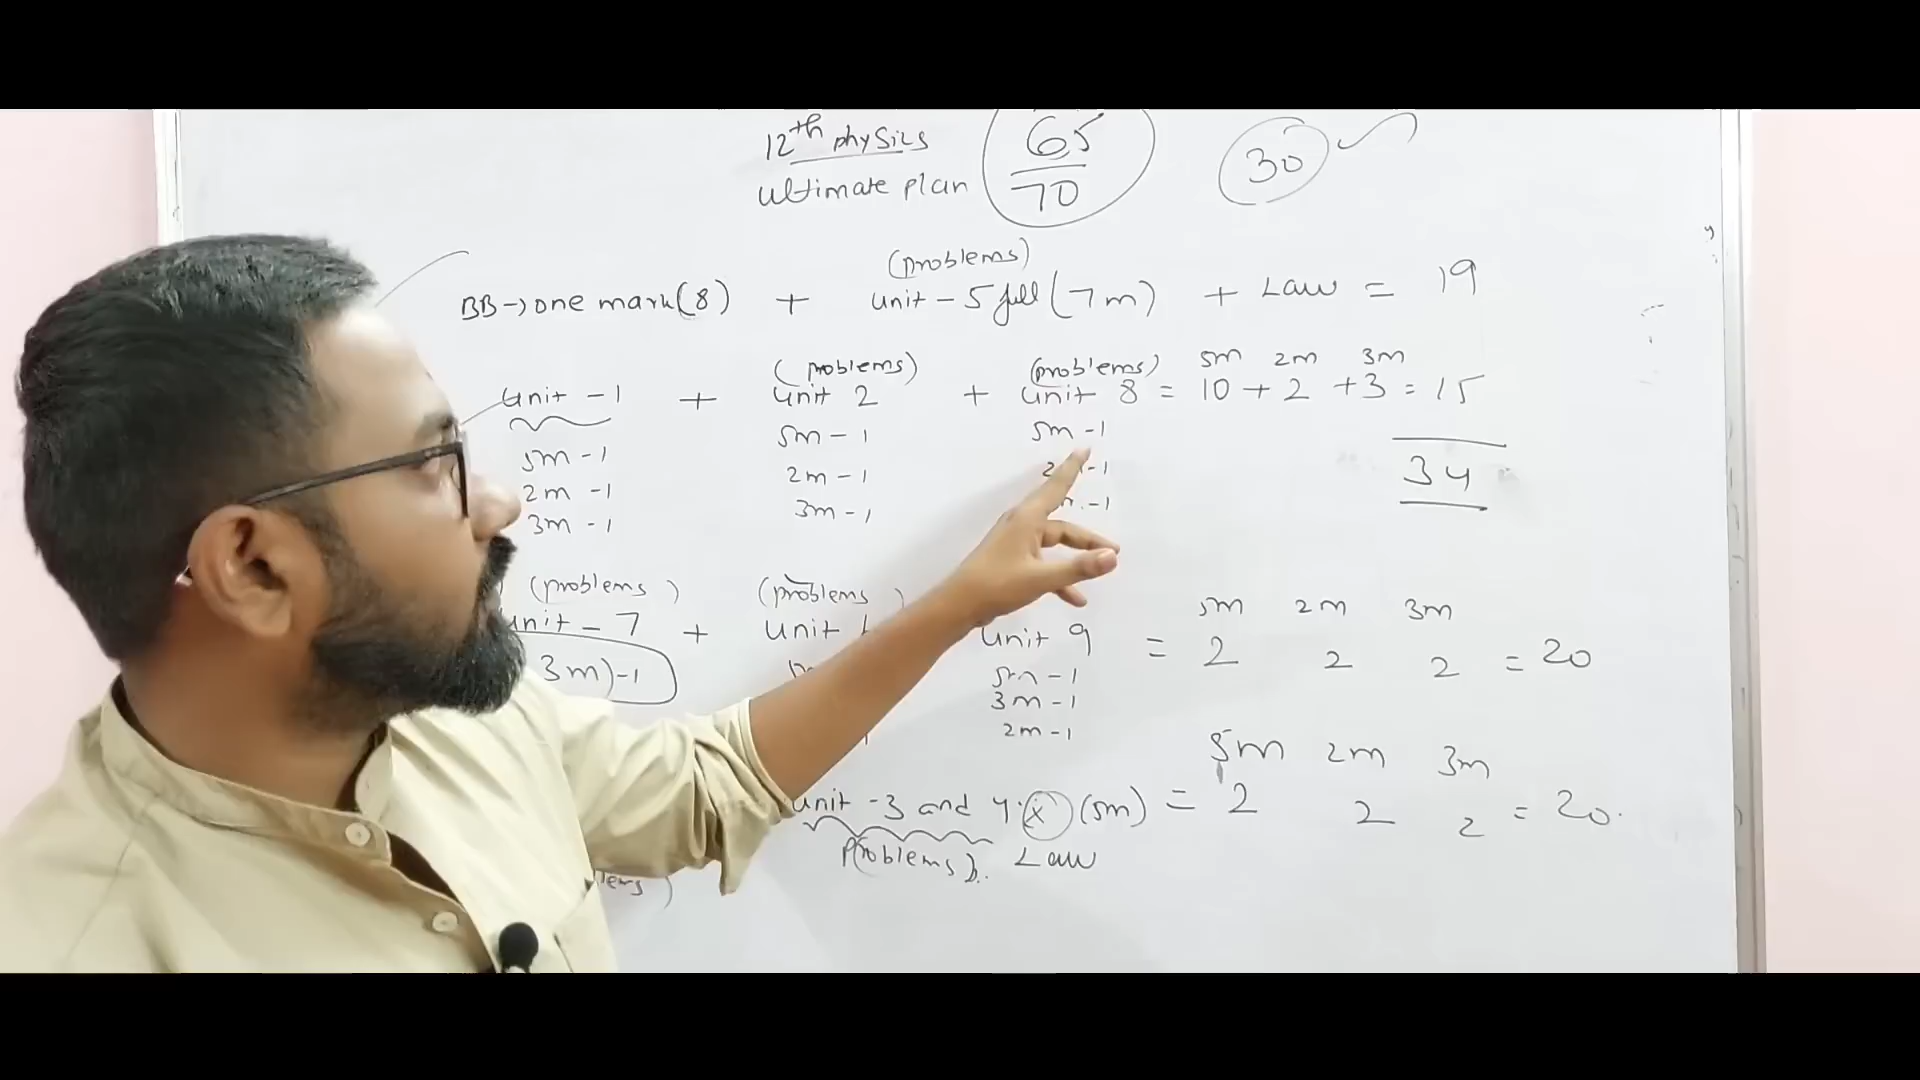 12th physics 65/70 30
ultimate plan
(problems)
BB→one mark(8) + unit - 5 full (7m) + Law = 19
(problems) (problems) 5m 2m 3m
unit - 1 + unit 2 + unit 8 = 10 + 2 + 3 = 15
5m - 1 5m - 1 5m - 1
2m - 1 2m - 1 2 -1
3m - 1 3m - 1 m - 1
34
(problems) (problems) 5m 2m 3m
unit - 7 + unit unit 9 = 2 2 2 = 20
3m) - 1 5m - 1
3m - 1
2m - 1
5m 2m 3m
unit - 3 and 4 (x) (5m) = 2 2 2 = 20.
(Problems). Law